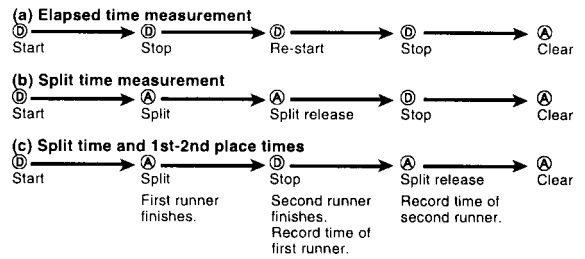 (a) Elapsed time measurement
D D D D A
Start Stop Re-start Stop Clear
(b) Split time measurement
D A A D A
Start Split Split release Stop Clear
(c) Split time and 1st-2nd place times
D A D A A
Start Split Stop Split release Clear
First runner Second runner Record time of
finishes. finishes. second runner.
Record time of
first runner.